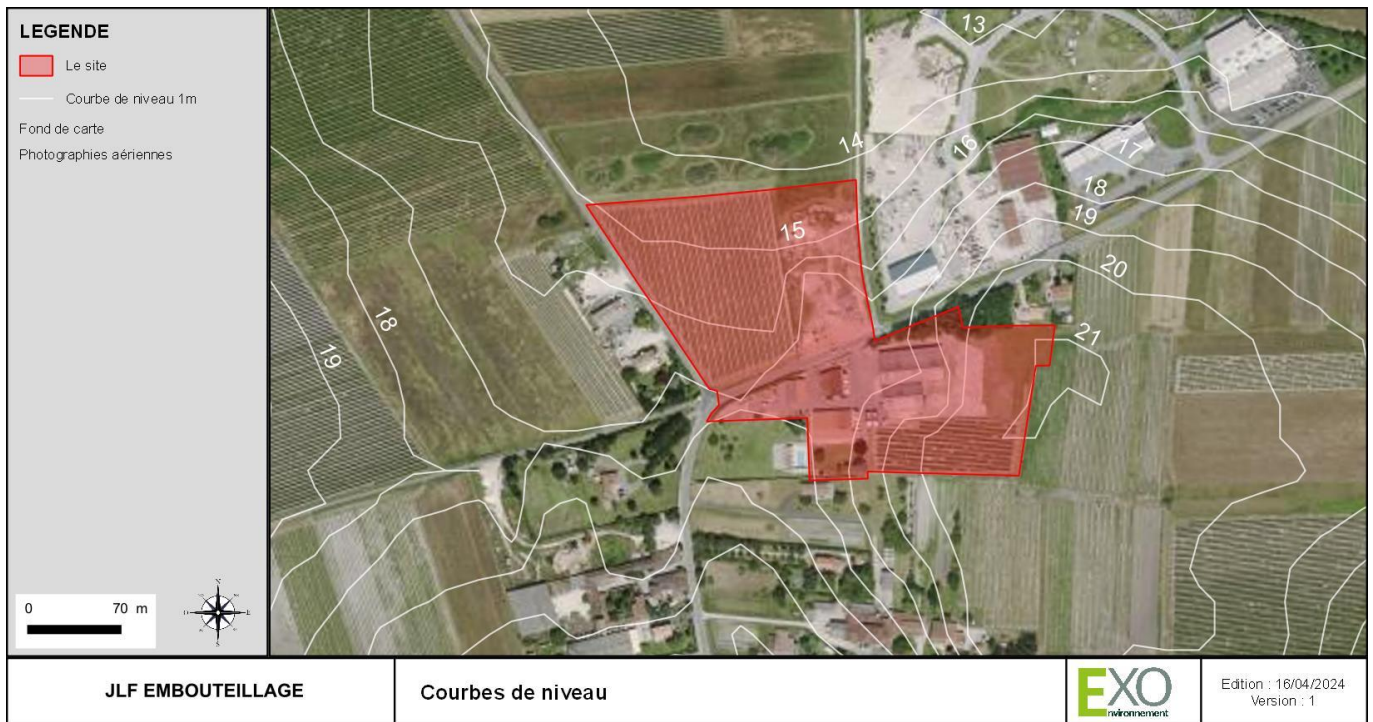 LEGENDE
Le site
Courbe de niveau 1m
Fond de carte
Photographies aériennes
0 70 m
N
S
13
14
16
17
15
18
19
20
18
19
21
JLF EMBOUTEILLAGE
Courbes de niveau
EXO
nvironnement
Edition : 16/04/2024
Version : 1